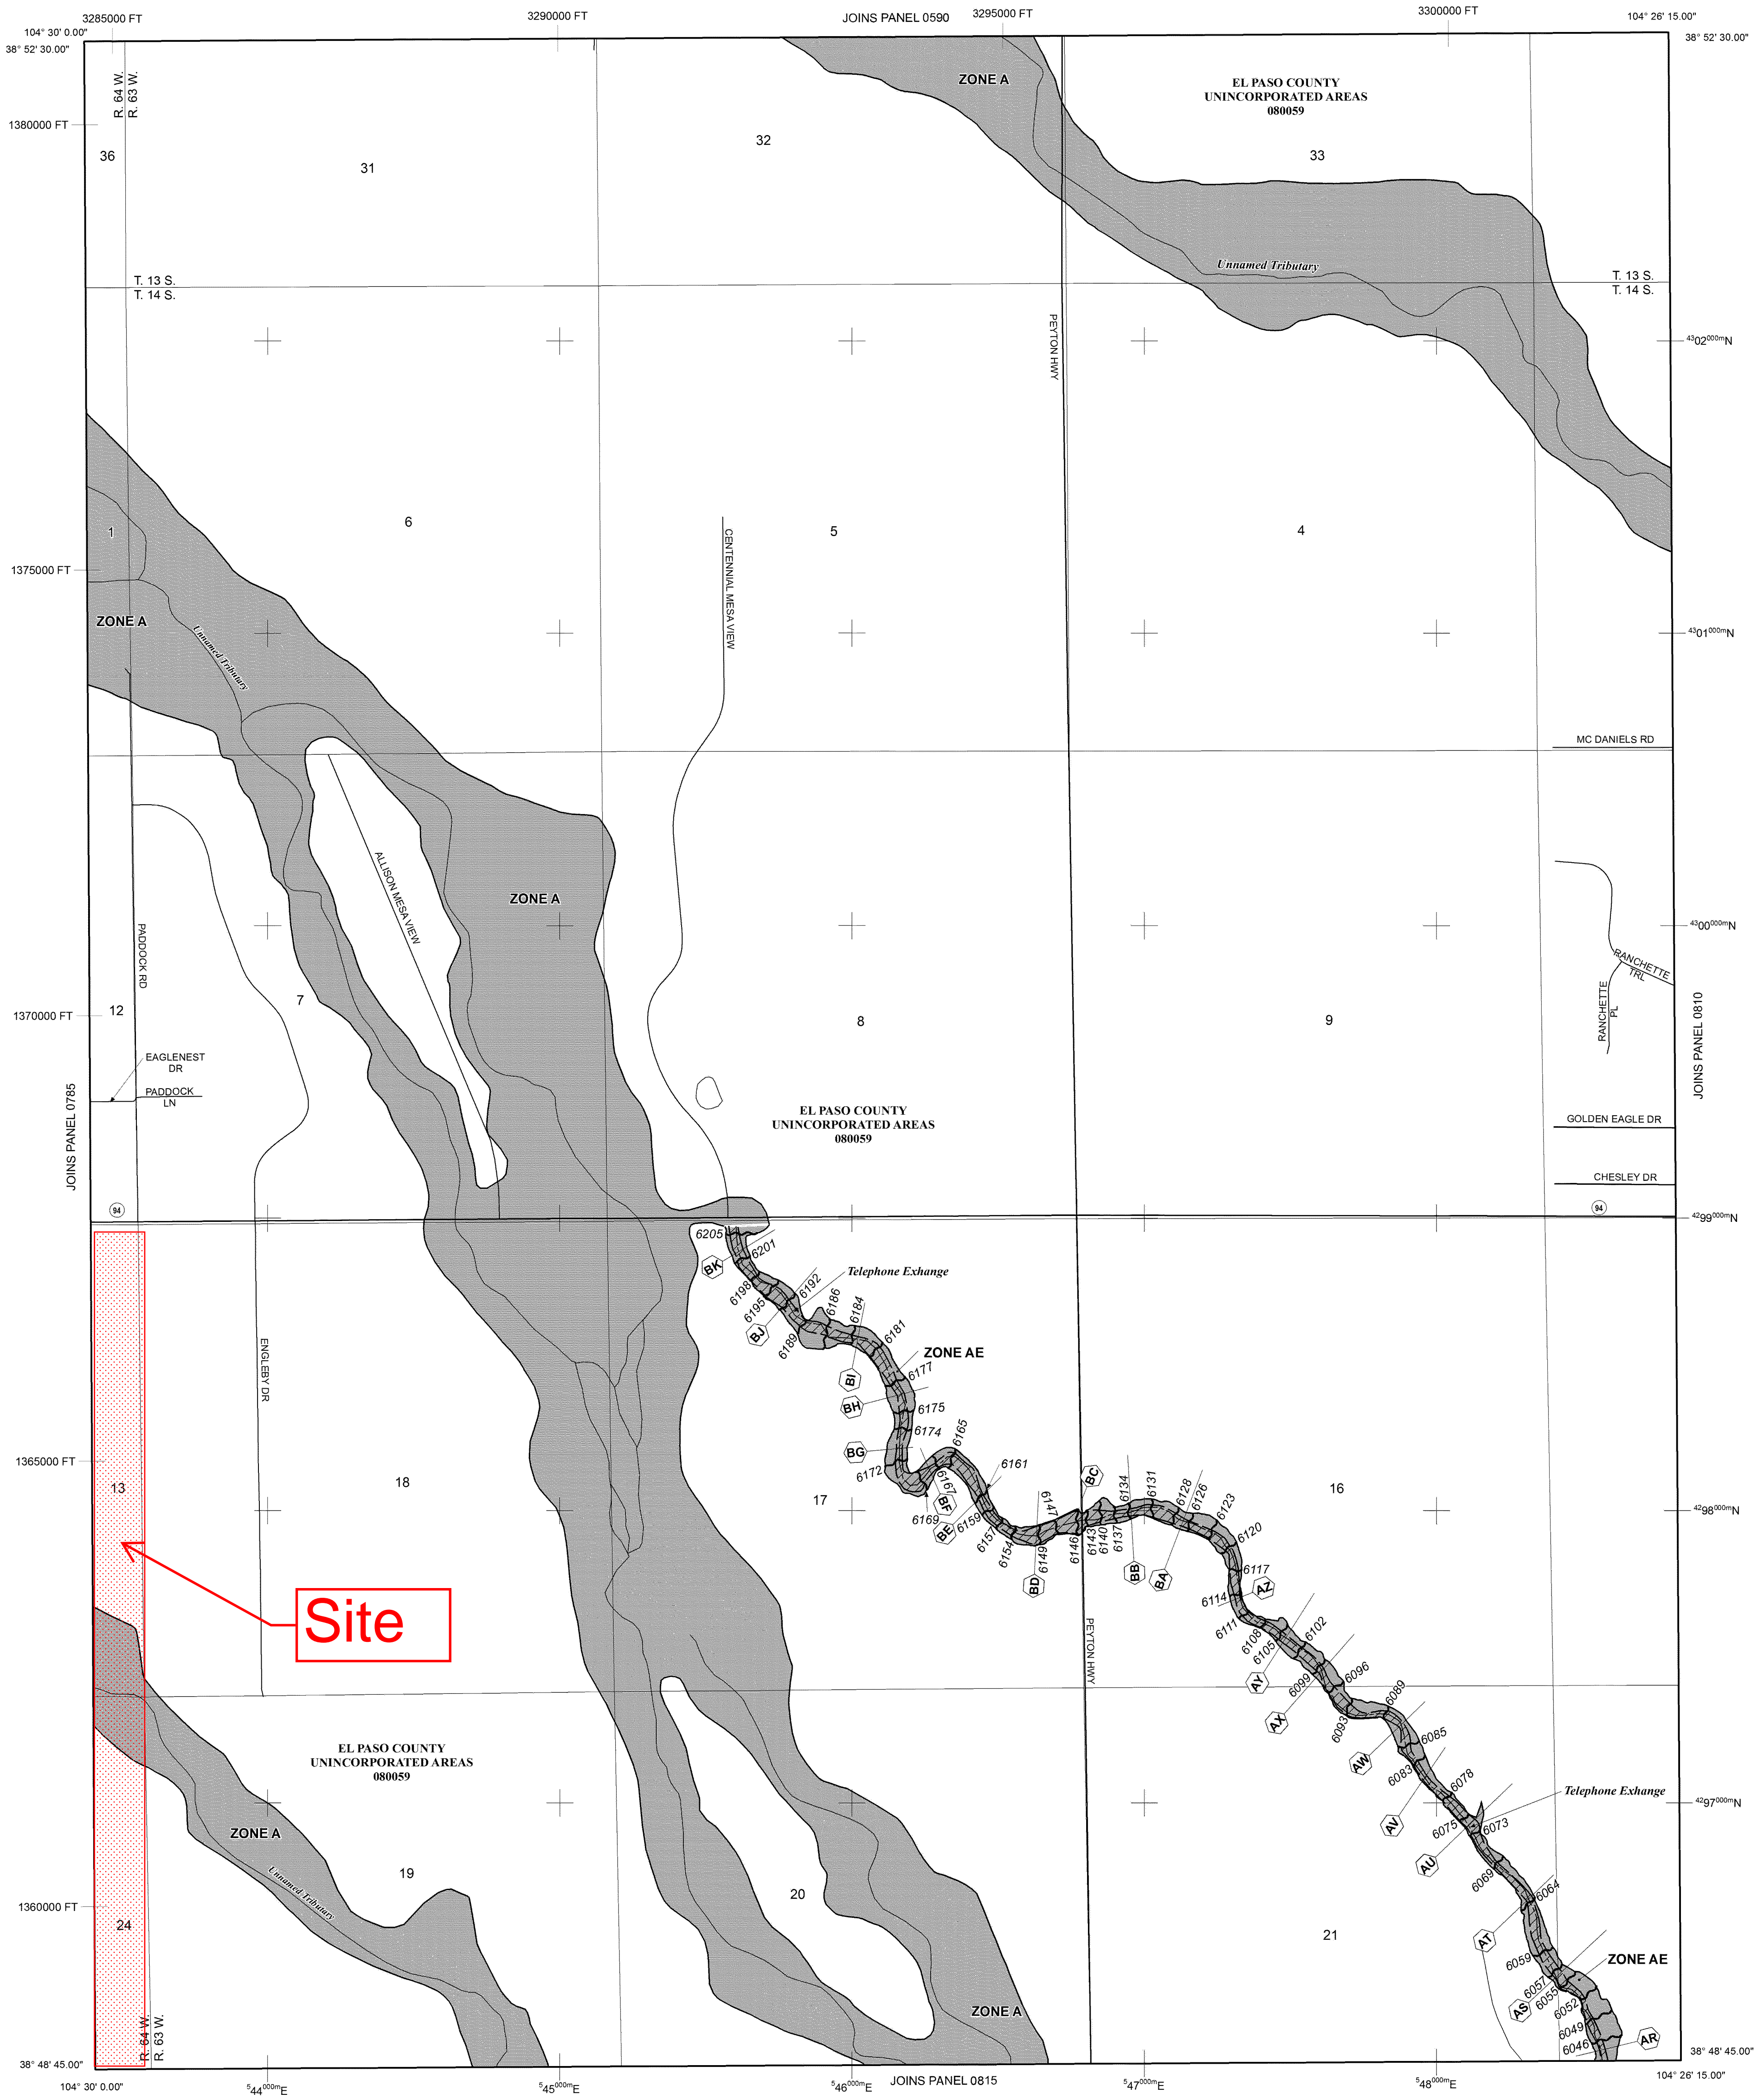 3285000 FT
3290000 FT
JOINS PANEL 0590
3295000 FT
3300000 FT
104° 30' 0.00"
38° 52' 30.00"
104° 26' 15.00"
38° 52' 30.00"
R. 64 W.
R. 63 W.
ZONE A
EL PASO COUNTY
UNINCORPORATED AREAS
080059
1380000 FT
36
31
32
33
Unnamed Tributary
T. 13 S.
T. 14 S.
T. 13 S.
T. 14 S.
PEYTON HWY
4302000mN
1
6
5
4
CENTENNIAL MESA VIEW
1375000 FT
ZONE A
Unnamed Tributary
4301000mN
MC DANIELS RD
ALLISON MESA VIEW
ZONE A
PADDOCK RD
4300000mN
RANCHETTE
TRL
RANCHETTE
PL
7
12
8
9
1370000 FT
JOINS PANEL 0810
EAGLENEST
DR
PADDOCK
LN
JOINS PANEL 0785
EL PASO COUNTY
UNINCORPORATED AREAS
080059
GOLDEN EAGLE DR
CHESLEY DR
94
94
4299000mN
6205
6201
BK
Telephone Exhange
6198
6192
6195
6186
6184
BJ
6189
6181
ZONE AE
ENGLEBY DR
BI
6177
BH
6175
6174
6165
BG
6172
6161
6167
BF
6169
BE
6159
6157
6154
6147
6149
BD
BC
6146
6143
6140
6137
6134
BB
6131
BA
6128
6126
6123
6120
6117
AZ
6114
6111
6108
6105
6102
AY
6099
6096
AX
6093
6089
1365000 FT
13
18
17
16
4298000mN
Site
PEYTON HWY
AW
6085
6083
6078
Telephone Exhange
4297000mN
AV
6075
6073
AU
6069
6064
AT
6059
ZONE AE
6057
6055
AS
6052
6049
6046
AR
EL PASO COUNTY
UNINCORPORATED AREAS
080059
ZONE A
Unnamed Tributary
19
20
21
24
1360000 FT
ZONE A
R. 64 W.
R. 63 W.
38° 48' 45.00"
104° 30' 0.00"
544000mE
545000mE
546000mE
JOINS PANEL 0815
547000mE
548000mE
38° 48' 45.00"
104° 26' 15.00"